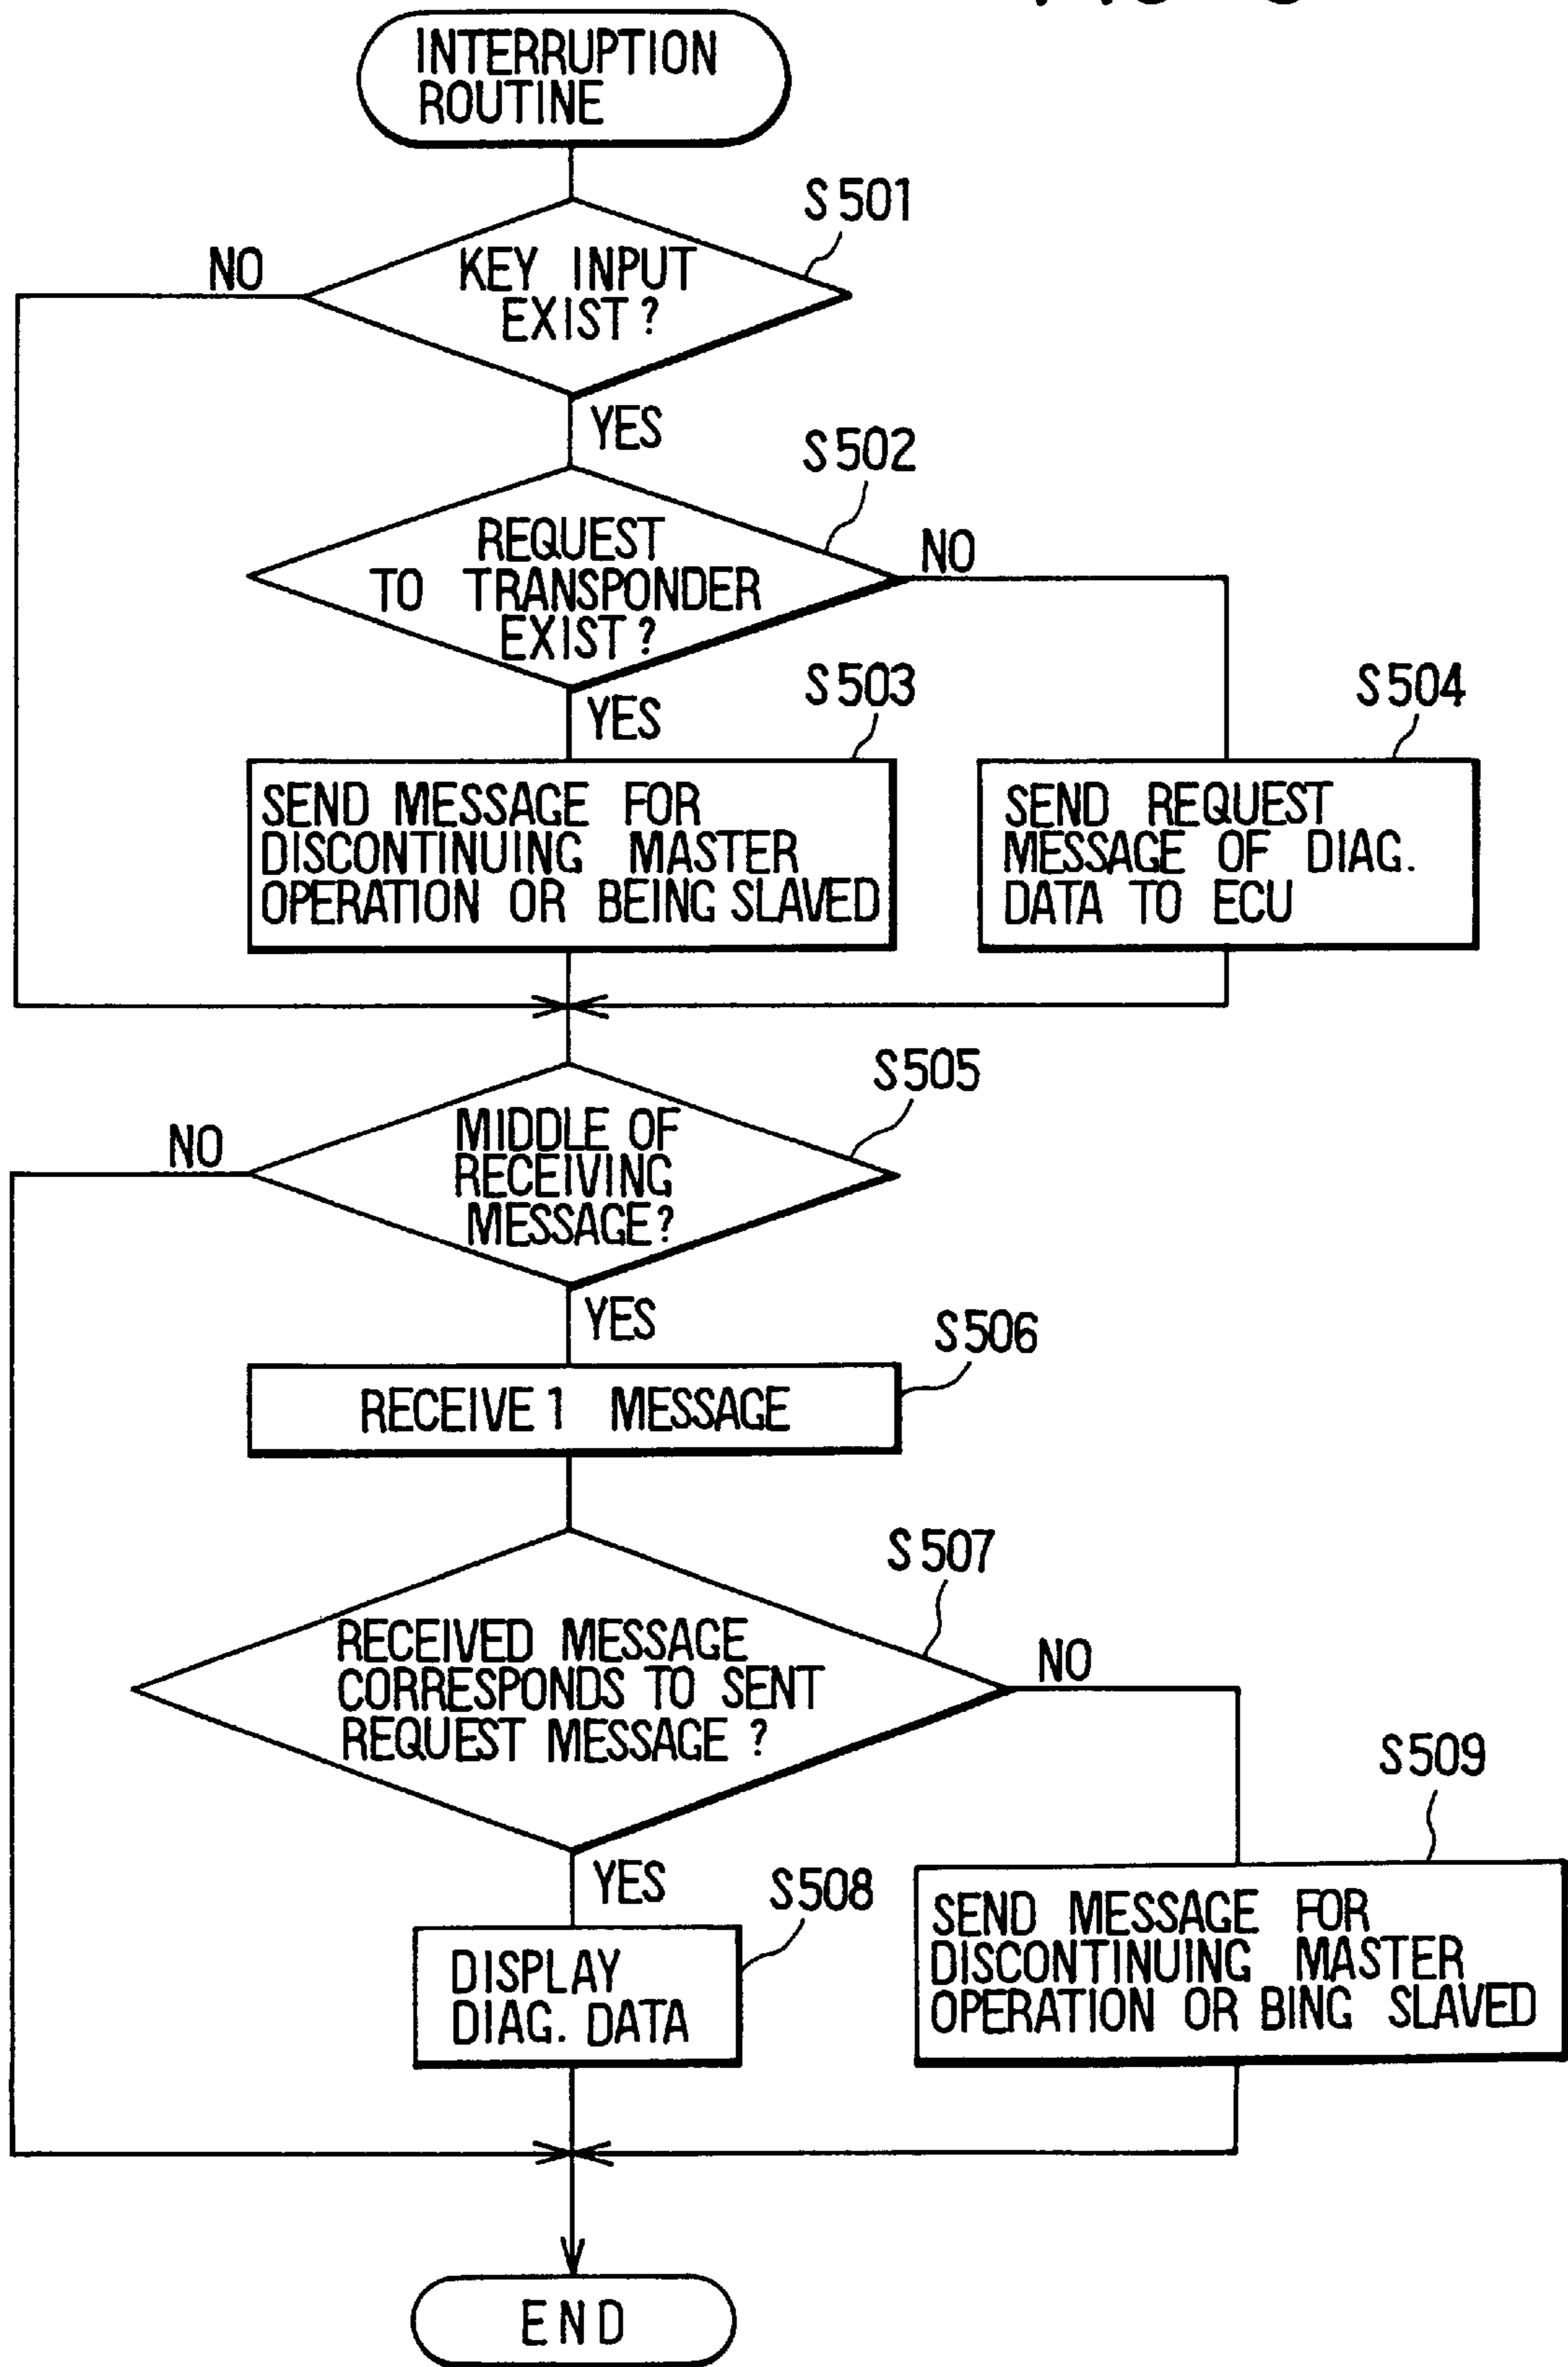 INTERRUPTION
ROUTINE
S501
NO
KEY INPUT
EXIST?
YES
S502
REQUEST
TO TRANSPONDER
EXIST?
NO
YES
S503
S504
SEND MESSAGE FOR
DISCONTINUING MASTER
OPERATION OR BEING SLAVED
SEND REQUEST
MESSAGE OF DIAG.
DATA TO ECU
S505
NO
MIDDLE OF
RECEIVING
MESSAGE?
YES
S506
RECEIVE 1 MESSAGE
S507
RECEIVED MESSAGE
CORRESPONDS TO SENT
REQUEST MESSAGE ?
NO
YES
S508
S509
DISPLAY
DIAG. DATA
SEND MESSAGE FOR
DISCONTINUING MASTER
OPERATION OR BING SLAVED
END